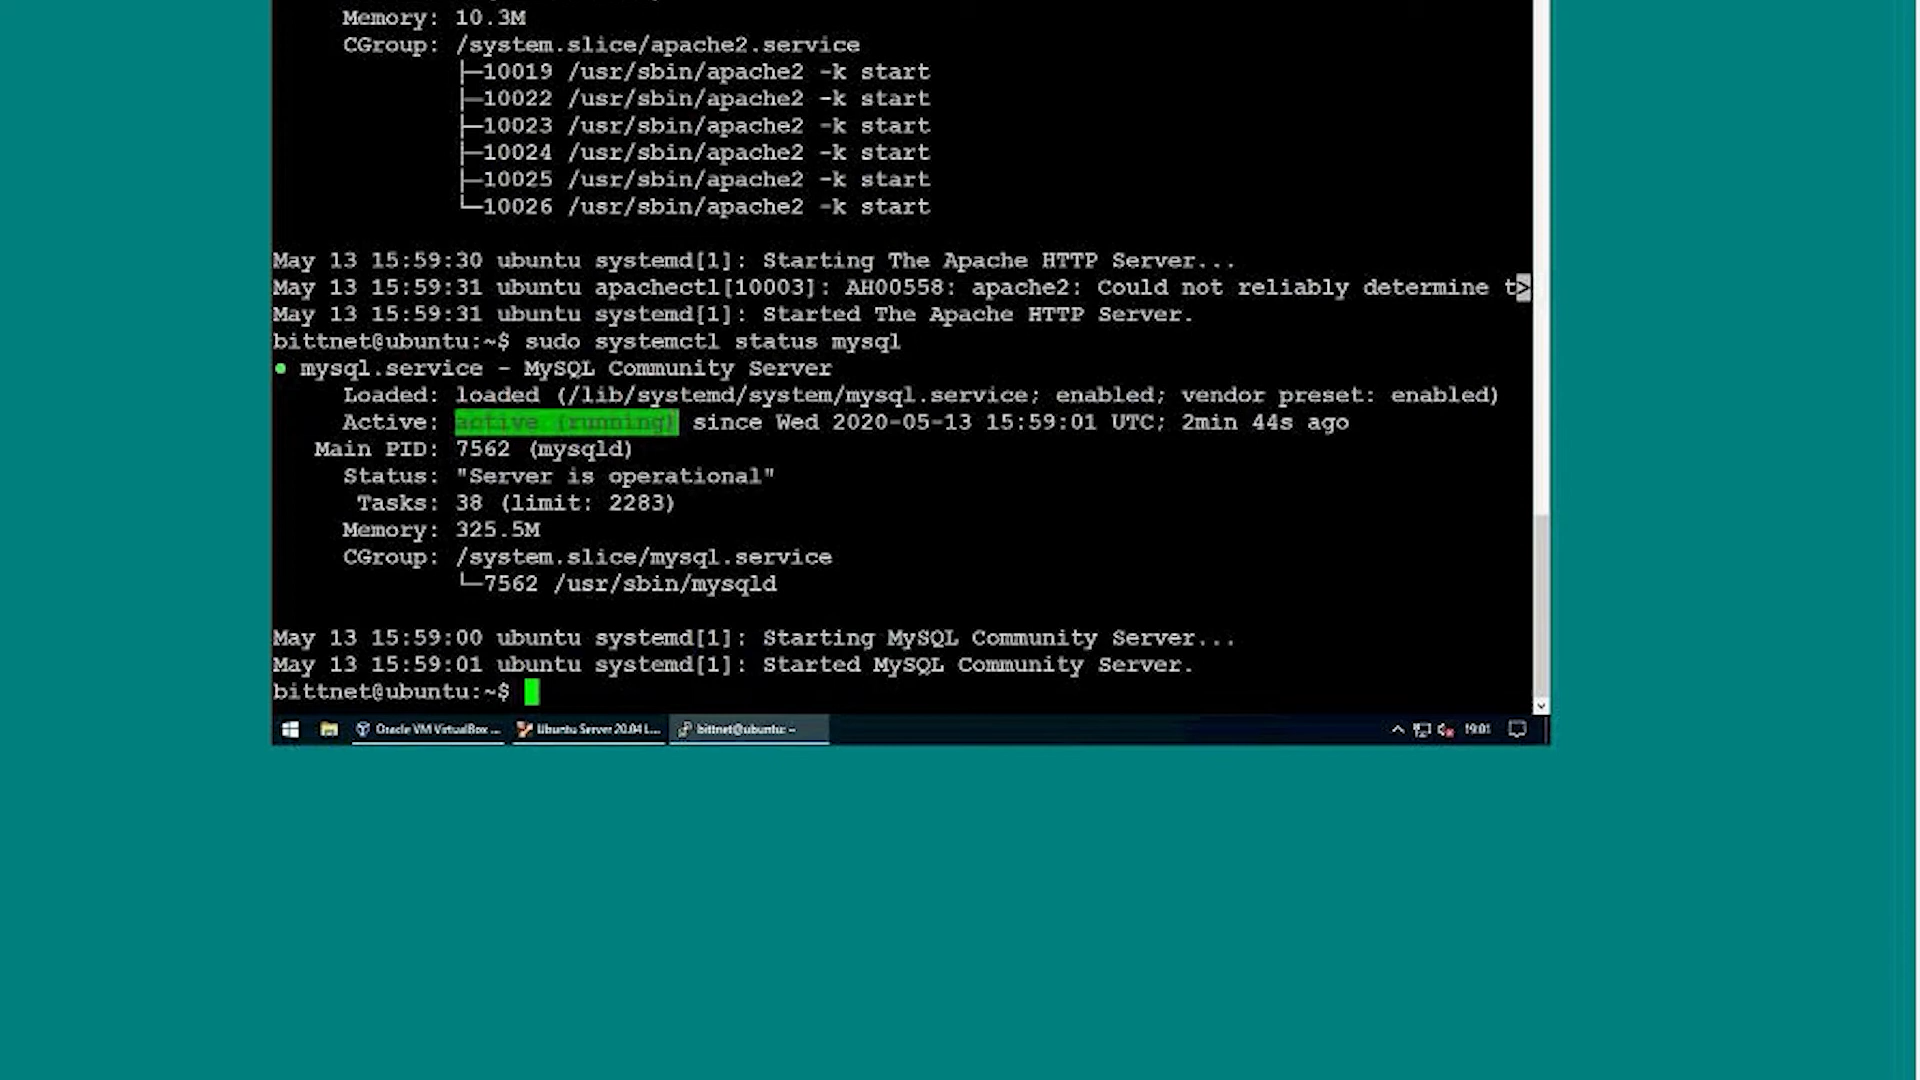 Memory: 10.3M
CGroup: /system.slice/apache2.service
├─10019 /usr/sbin/apache2 -k start
├─10022 /usr/sbin/apache2 -k start
├─10023 /usr/sbin/apache2 -k start
├─10024 /usr/sbin/apache2 -k start
├─10025 /usr/sbin/apache2 -k start
└─10026 /usr/sbin/apache2 -k start
May 13 15:59:30 ubuntu systemd[1]: Starting The Apache HTTP Server...
May 13 15:59:31 ubuntu apachectl[10003]: AH00558: apache2: Could not reliably determine t>
May 13 15:59:31 ubuntu systemd[1]: Started The Apache HTTP Server.
bittnet@ubuntu:~$ sudo systemctl status mysql
● mysql.service - MySQL Community Server
Loaded: loaded (/lib/systemd/system/mysql.service; enabled; vendor preset: enabled)
Active: active (running) since Wed 2020-05-13 15:59:01 UTC; 2min 44s ago
Main PID: 7562 (mysqld)
Status: "Server is operational"
Tasks: 38 (limit: 2283)
Memory: 325.5M
CGroup: /system.slice/mysql.service
└─7562 /usr/sbin/mysqld
May 13 15:59:00 ubuntu systemd[1]: Starting MySQL Community Server...
May 13 15:59:01 ubuntu systemd[1]: Started MySQL Community Server.
bittnet@ubuntu:~$
Oracle VM VirtualBox ... Ubuntu Server 20.04 L... bittnet@ubuntu: ~ 19:01